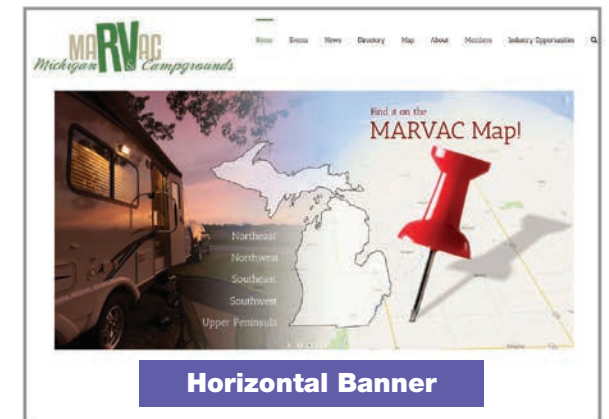 MARVAC
Michigan & Campgrounds
Home Events News Directory Map About Members Industry Opportunities
Find it on the
MARVAC Map!
Northeast
Northwest
Southeast
Southwest
Upper Peninsula
Horizontal Banner